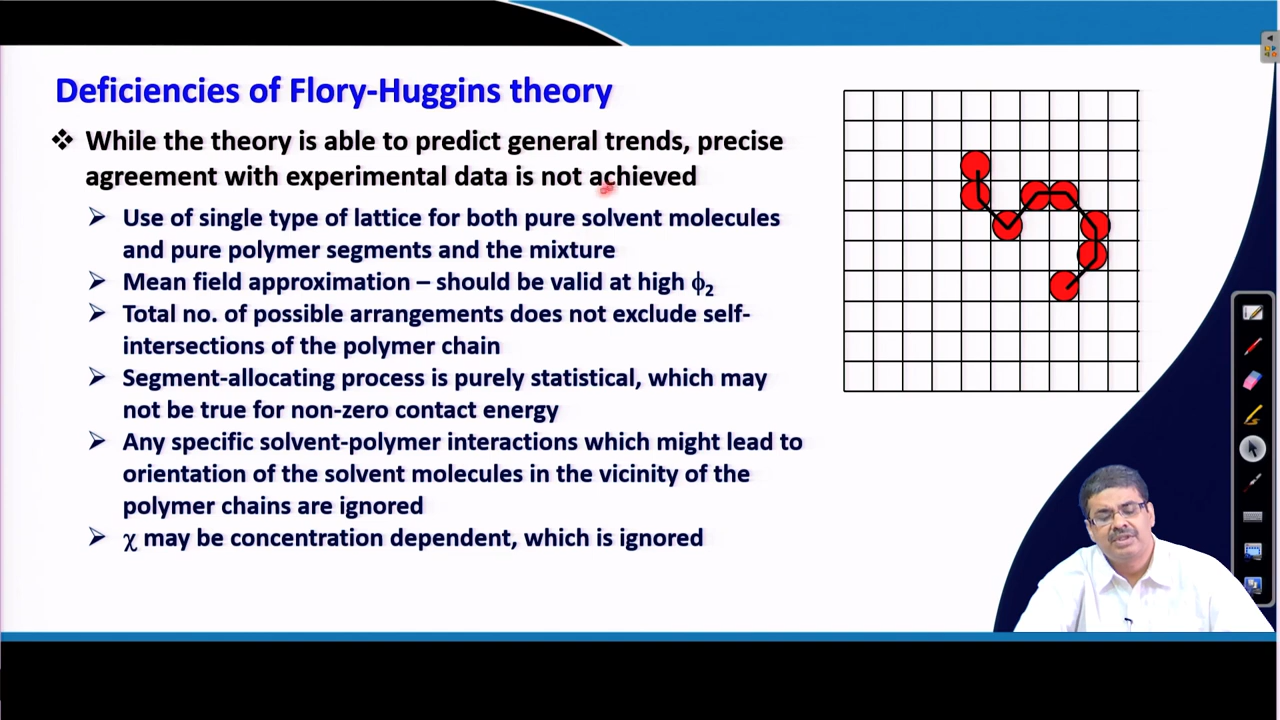 Deficiencies of Flory-Huggins theory
❖ While the theory is able to predict general trends, precise
agreement with experimental data is not achieved
➢ Use of single type of lattice for both pure solvent molecules
and pure polymer segments and the mixture
➢ Mean field approximation – should be valid at high ϕ₂
➢ Total no. of possible arrangements does not exclude self-
intersections of the polymer chain
➢ Segment-allocating process is purely statistical, which may
not be true for non-zero contact energy
➢ Any specific solvent-polymer interactions which might lead to
orientation of the solvent molecules in the vicinity of the
polymer chains are ignored
➢ χ may be concentration dependent, which is ignored